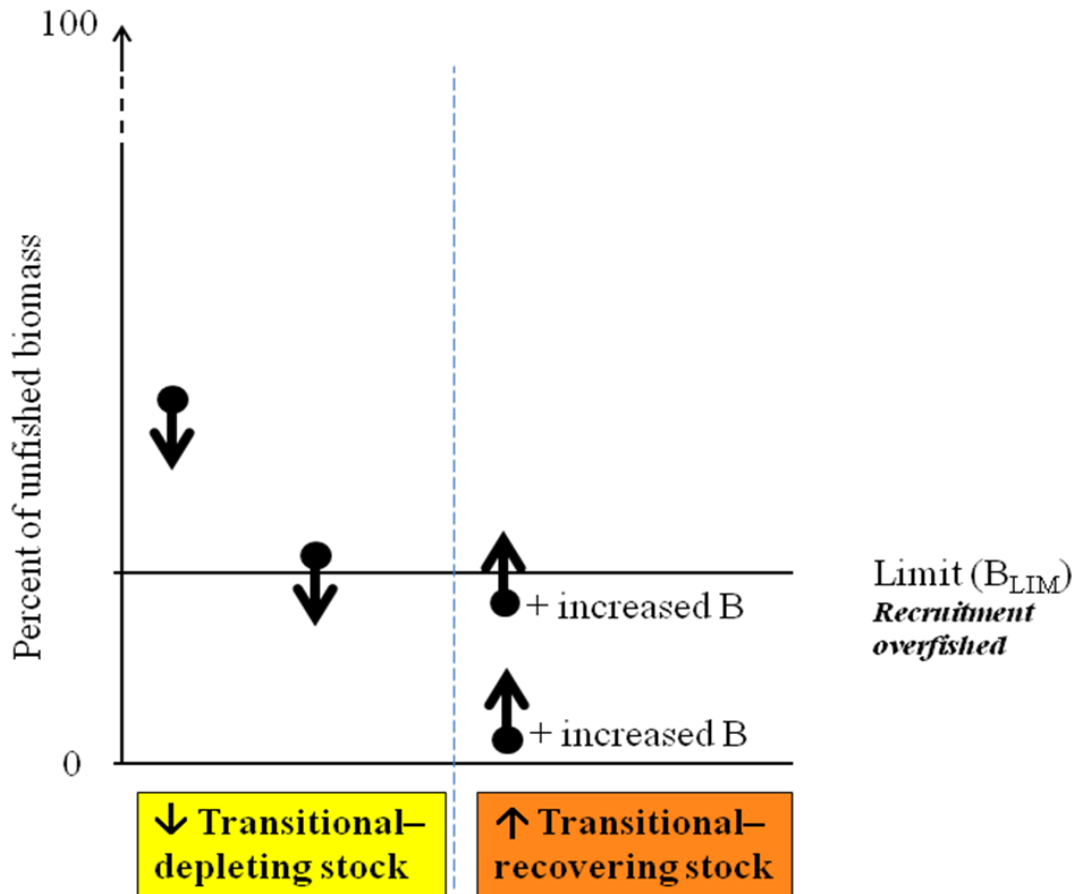 100
Percent of unfished biomass
Limit (BLIM)
Recruitment
overfished
+ increased B
+ increased B
0
↓ Transitional–
depleting stock
↑ Transitional–
recovering stock